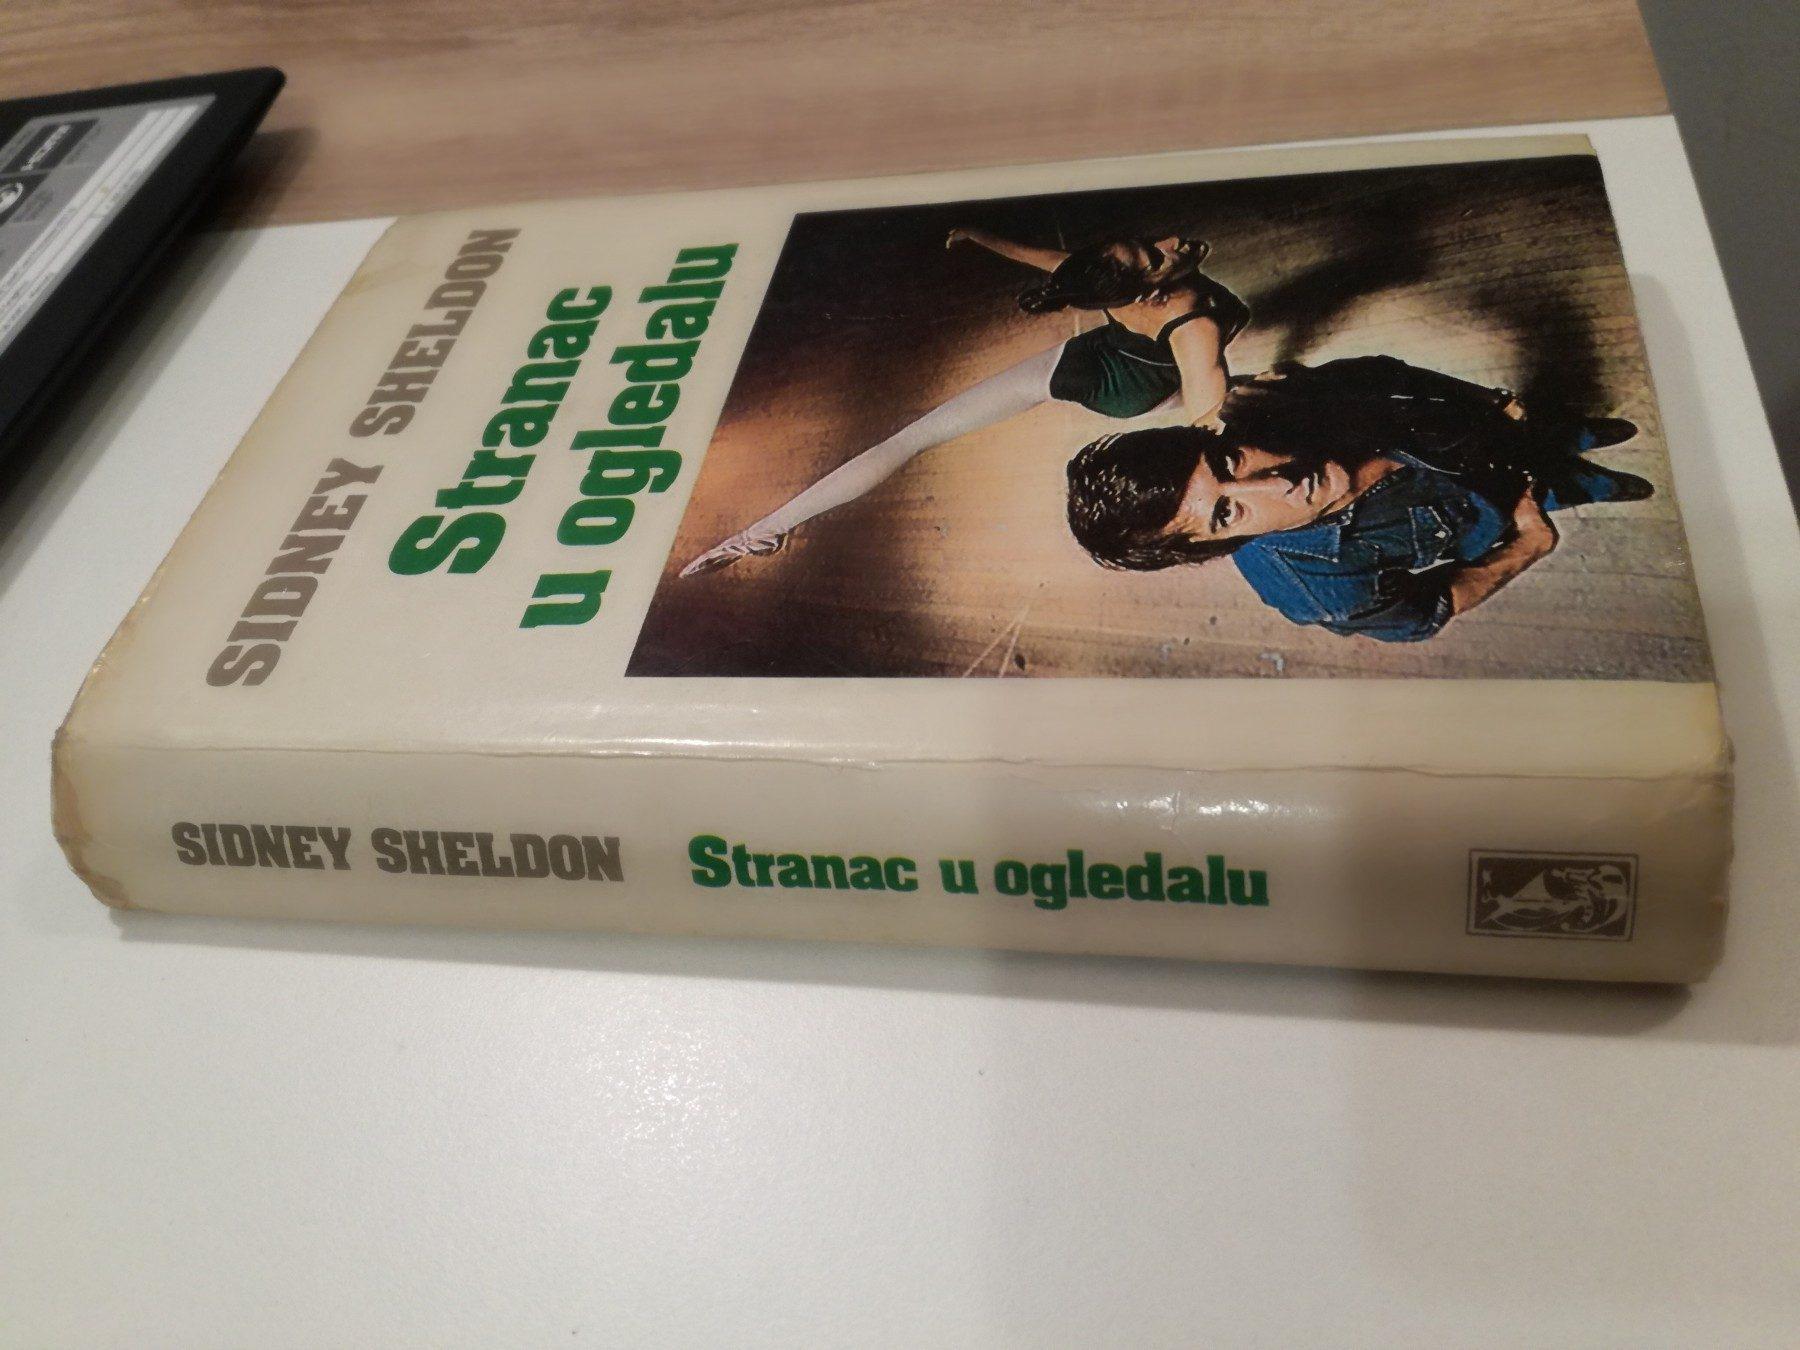 SIDNEY SHELDON
Stranac
u ogledalu
SIDNEY SHELDON Stranac u ogledalu